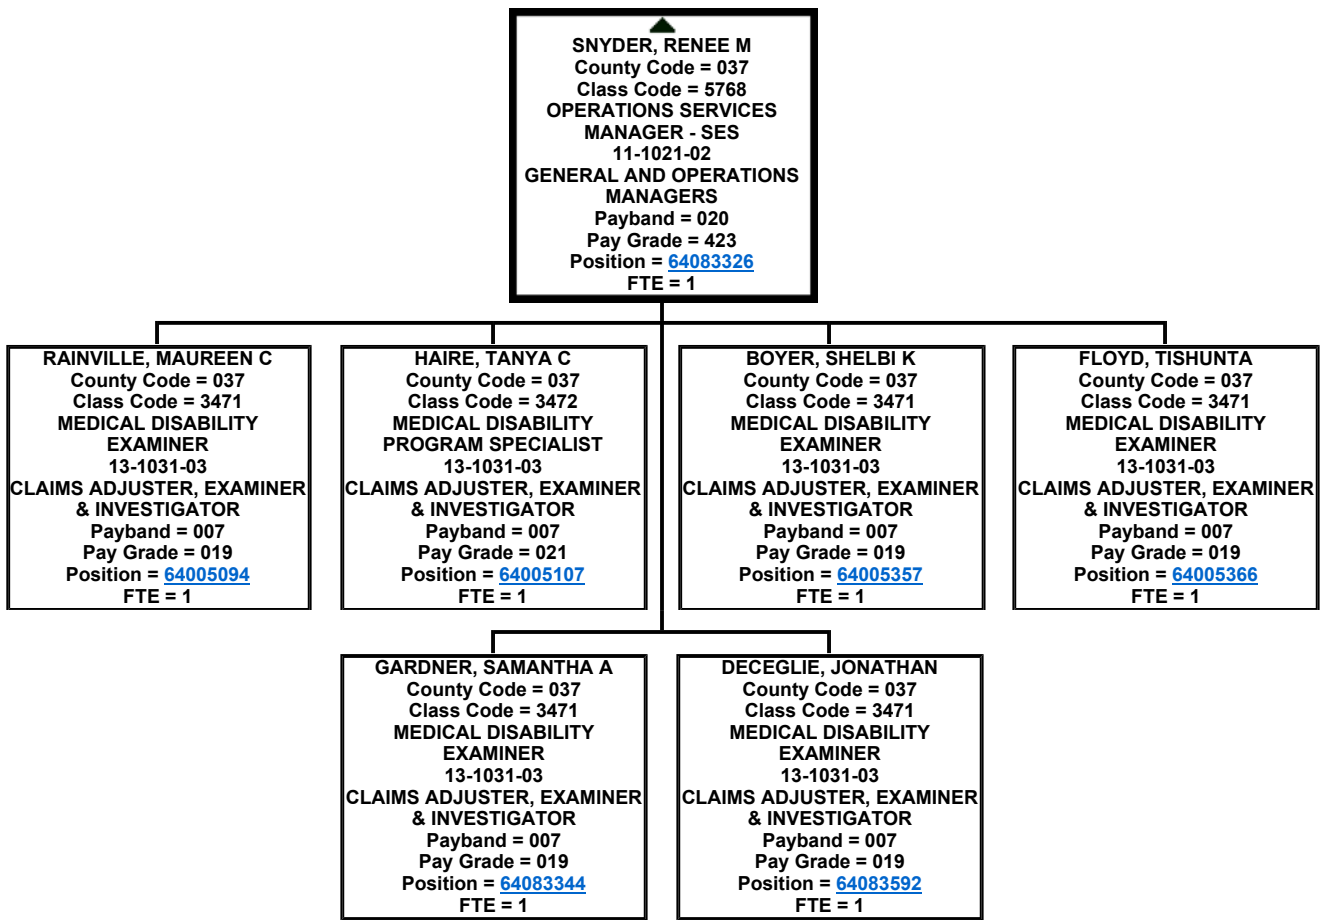 SNYDER, RENEE M
County Code = 037
Class Code = 5768
OPERATIONS SERVICES
MANAGER - SES
11-1021-02
GENERAL AND OPERATIONS
MANAGERS
Payband = 020
Pay Grade = 423
Position = 64083326
FTE = 1
RAINVILLE, MAUREEN C
County Code = 037
Class Code = 3471
MEDICAL DISABILITY
EXAMINER
13-1031-03
CLAIMS ADJUSTER, EXAMINER
& INVESTIGATOR
Payband = 007
Pay Grade = 019
Position = 64005094
FTE = 1
HAIRE, TANYA C
County Code = 037
Class Code = 3472
MEDICAL DISABILITY
PROGRAM SPECIALIST
13-1031-03
CLAIMS ADJUSTER, EXAMINER
& INVESTIGATOR
Payband = 007
Pay Grade = 021
Position = 64005107
FTE = 1
BOYER, SHELBI K
County Code = 037
Class Code = 3471
MEDICAL DISABILITY
EXAMINER
13-1031-03
CLAIMS ADJUSTER, EXAMINER
& INVESTIGATOR
Payband = 007
Pay Grade = 019
Position = 64005357
FTE = 1
FLOYD, TISHUNTA
County Code = 037
Class Code = 3471
MEDICAL DISABILITY
EXAMINER
13-1031-03
CLAIMS ADJUSTER, EXAMINER
& INVESTIGATOR
Payband = 007
Pay Grade = 019
Position = 64005366
FTE = 1
GARDNER, SAMANTHA A
County Code = 037
Class Code = 3471
MEDICAL DISABILITY
EXAMINER
13-1031-03
CLAIMS ADJUSTER, EXAMINER
& INVESTIGATOR
Payband = 007
Pay Grade = 019
Position = 64083344
FTE = 1
DECEGLIE, JONATHAN
County Code = 037
Class Code = 3471
MEDICAL DISABILITY
EXAMINER
13-1031-03
CLAIMS ADJUSTER, EXAMINER
& INVESTIGATOR
Payband = 007
Pay Grade = 019
Position = 64083592
FTE = 1